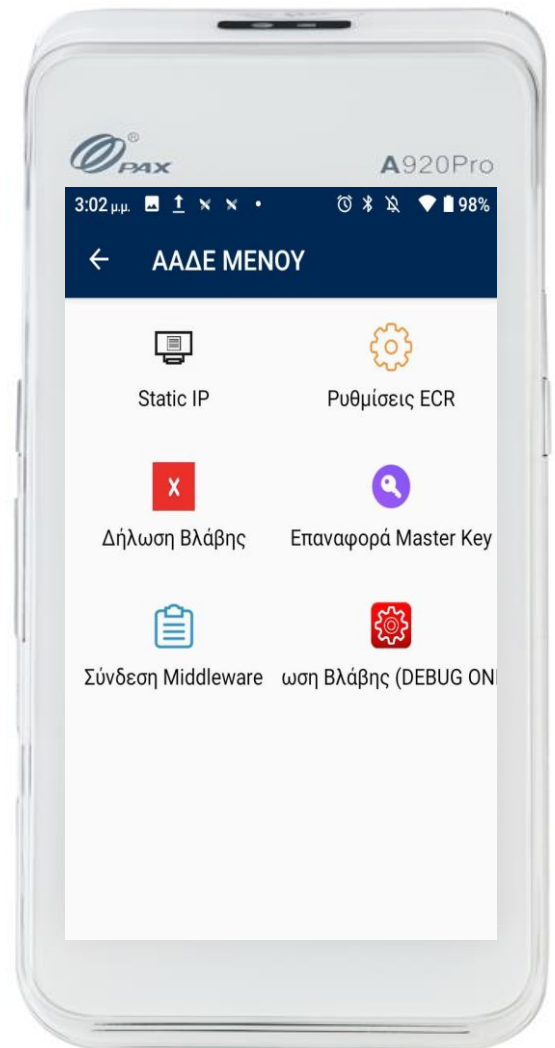 PAX®
A920Pro
3:02 μ.μ. 98%
ΑΑΔΕ ΜΕΝΟΥ
Static IP
Ρυθμίσεις ECR
X
Δήλωση Βλάβης
Επαναφορά Master Key
Σύνδεση Middleware
ωση Βλάβης (DEBUG ON